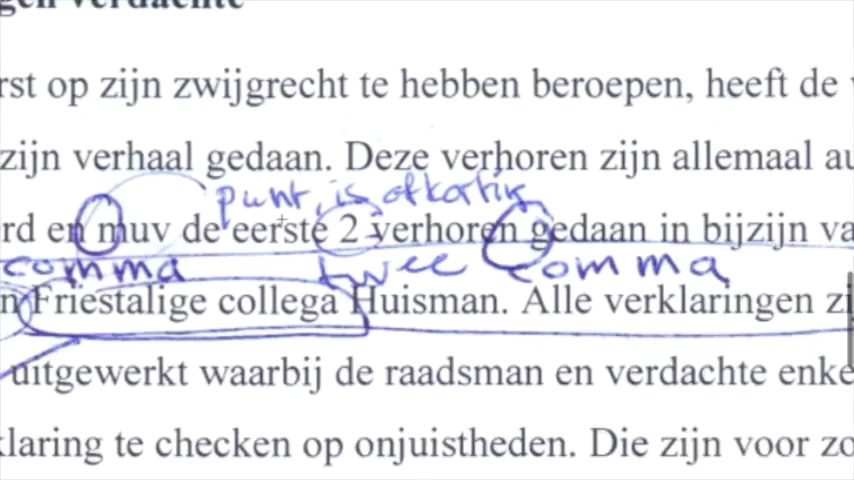 gen verdachte
rst op zijn zwijgrecht te hebben beroepen, heeft de
zijn verhaal gedaan. Deze verhoren zijn allemaal au
punt, is afkorting
rd en muv de eerste 2 verhoren gedaan in bijzijn va
comma twee comma
n Friestalige collega Huisman. Alle verklaringen zi
uitgewerkt waarbij de raadsman en verdachte enke
klaring te checken op onjuistheden. Die zijn voor zo